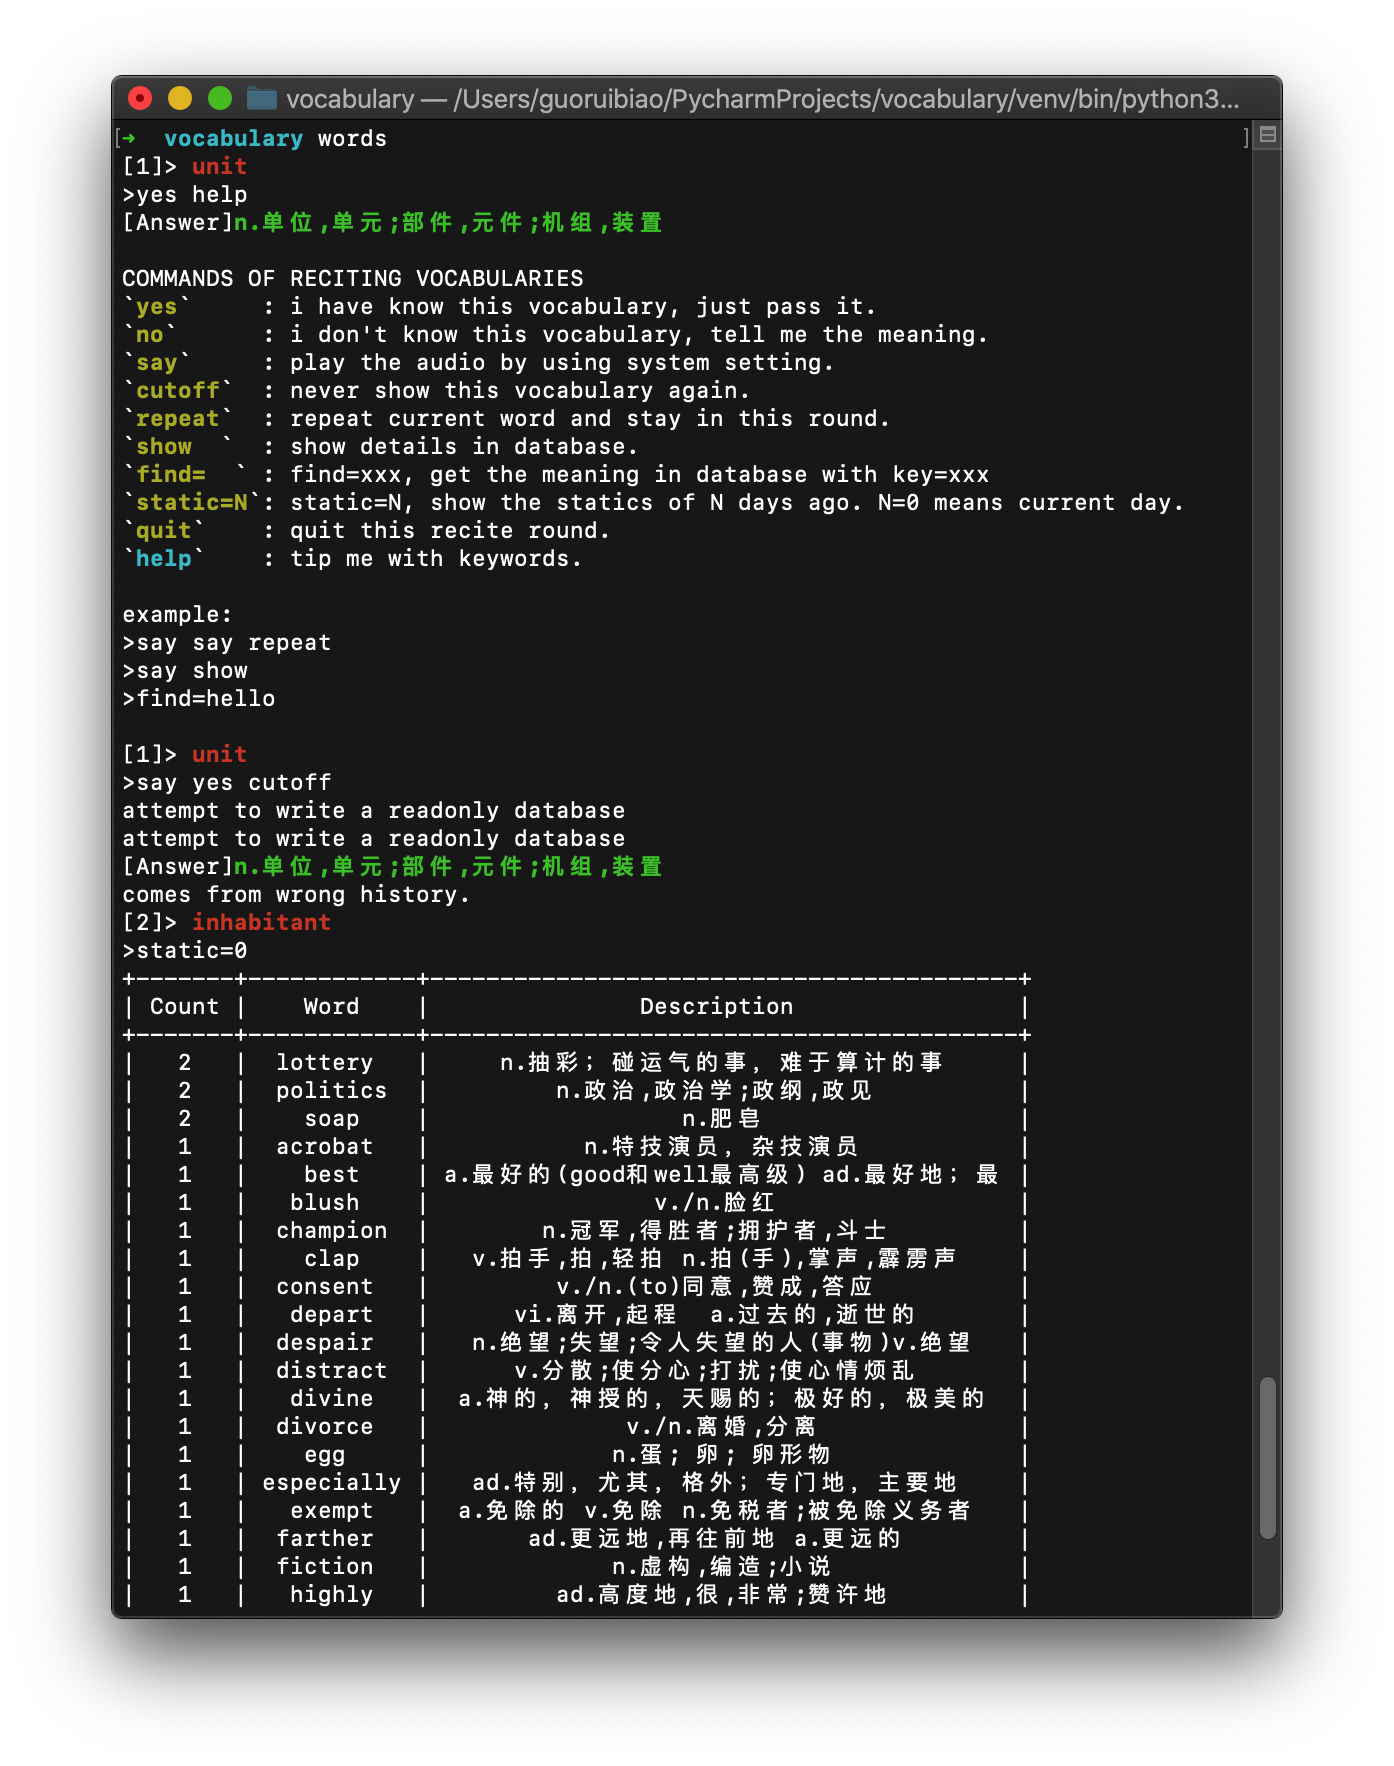 vocabulary — /Users/guoruibiao/PycharmProjects/vocabulary/venv/bin/python3...
[➜  vocabulary words ]
[1]> unit
>yes help
[Answer]n.单位,单元;部件,元件;机组,装置

COMMANDS OF RECITING VOCABULARIES
`yes`     : i have know this vocabulary, just pass it.
`no`      : i don't know this vocabulary, tell me the meaning.
`say`     : play the audio by using system setting.
`cutoff`  : never show this vocabulary again.
`repeat`  : repeat current word and stay in this round.
`show  `  : show details in database.
`find=  ` : find=xxx, get the meaning in database with key=xxx
`static=N`: static=N, show the statics of N days ago. N=0 means current day.
`quit`    : quit this recite round.
`help`    : tip me with keywords.

example:
>say say repeat
>say show
>find=hello

[1]> unit
>say yes cutoff
attempt to write a readonly database
attempt to write a readonly database
[Answer]n.单位,单元;部件,元件;机组,装置
comes from wrong history.
[2]> inhabitant
>static=0
+-------+------------+------------------------------------------+
| Count | Word | Description |
+-------+------------+------------------------------------------+
| 2 | lottery | n.抽彩； 碰运气的事， 难于算计的事 |
| 2 | politics | n.政治,政治学;政纲,政见 |
| 2 | soap | n.肥皂 |
| 1 | acrobat | n.特技演员， 杂技演员 |
| 1 | best | a.最好的(good和well最高级) ad.最好地； 最 |
| 1 | blush | v./n.脸红 |
| 1 | champion | n.冠军,得胜者;拥护者,斗士 |
| 1 | clap | v.拍手,拍,轻拍 n.拍(手),掌声,霹雳声 |
| 1 | consent | v./n.(to)同意,赞成,答应 |
| 1 | depart | vi.离开,起程  a.过去的,逝世的 |
| 1 | despair | n.绝望;失望;令人失望的人(事物)v.绝望 |
| 1 | distract | v.分散;使分心;打扰;使心情烦乱 |
| 1 | divine | a.神的， 神授的， 天赐的； 极好的， 极美的 |
| 1 | divorce | v./n.离婚,分离 |
| 1 | egg | n.蛋； 卵； 卵形物 |
| 1 | especially | ad.特别， 尤其， 格外； 专门地， 主要地 |
| 1 | exempt | a.免除的 v.免除 n.免税者;被免除义务者 |
| 1 | farther | ad.更远地,再往前地 a.更远的 |
| 1 | fiction | n.虚构,编造;小说 |
| 1 | highly | ad.高度地,很,非常;赞许地 |